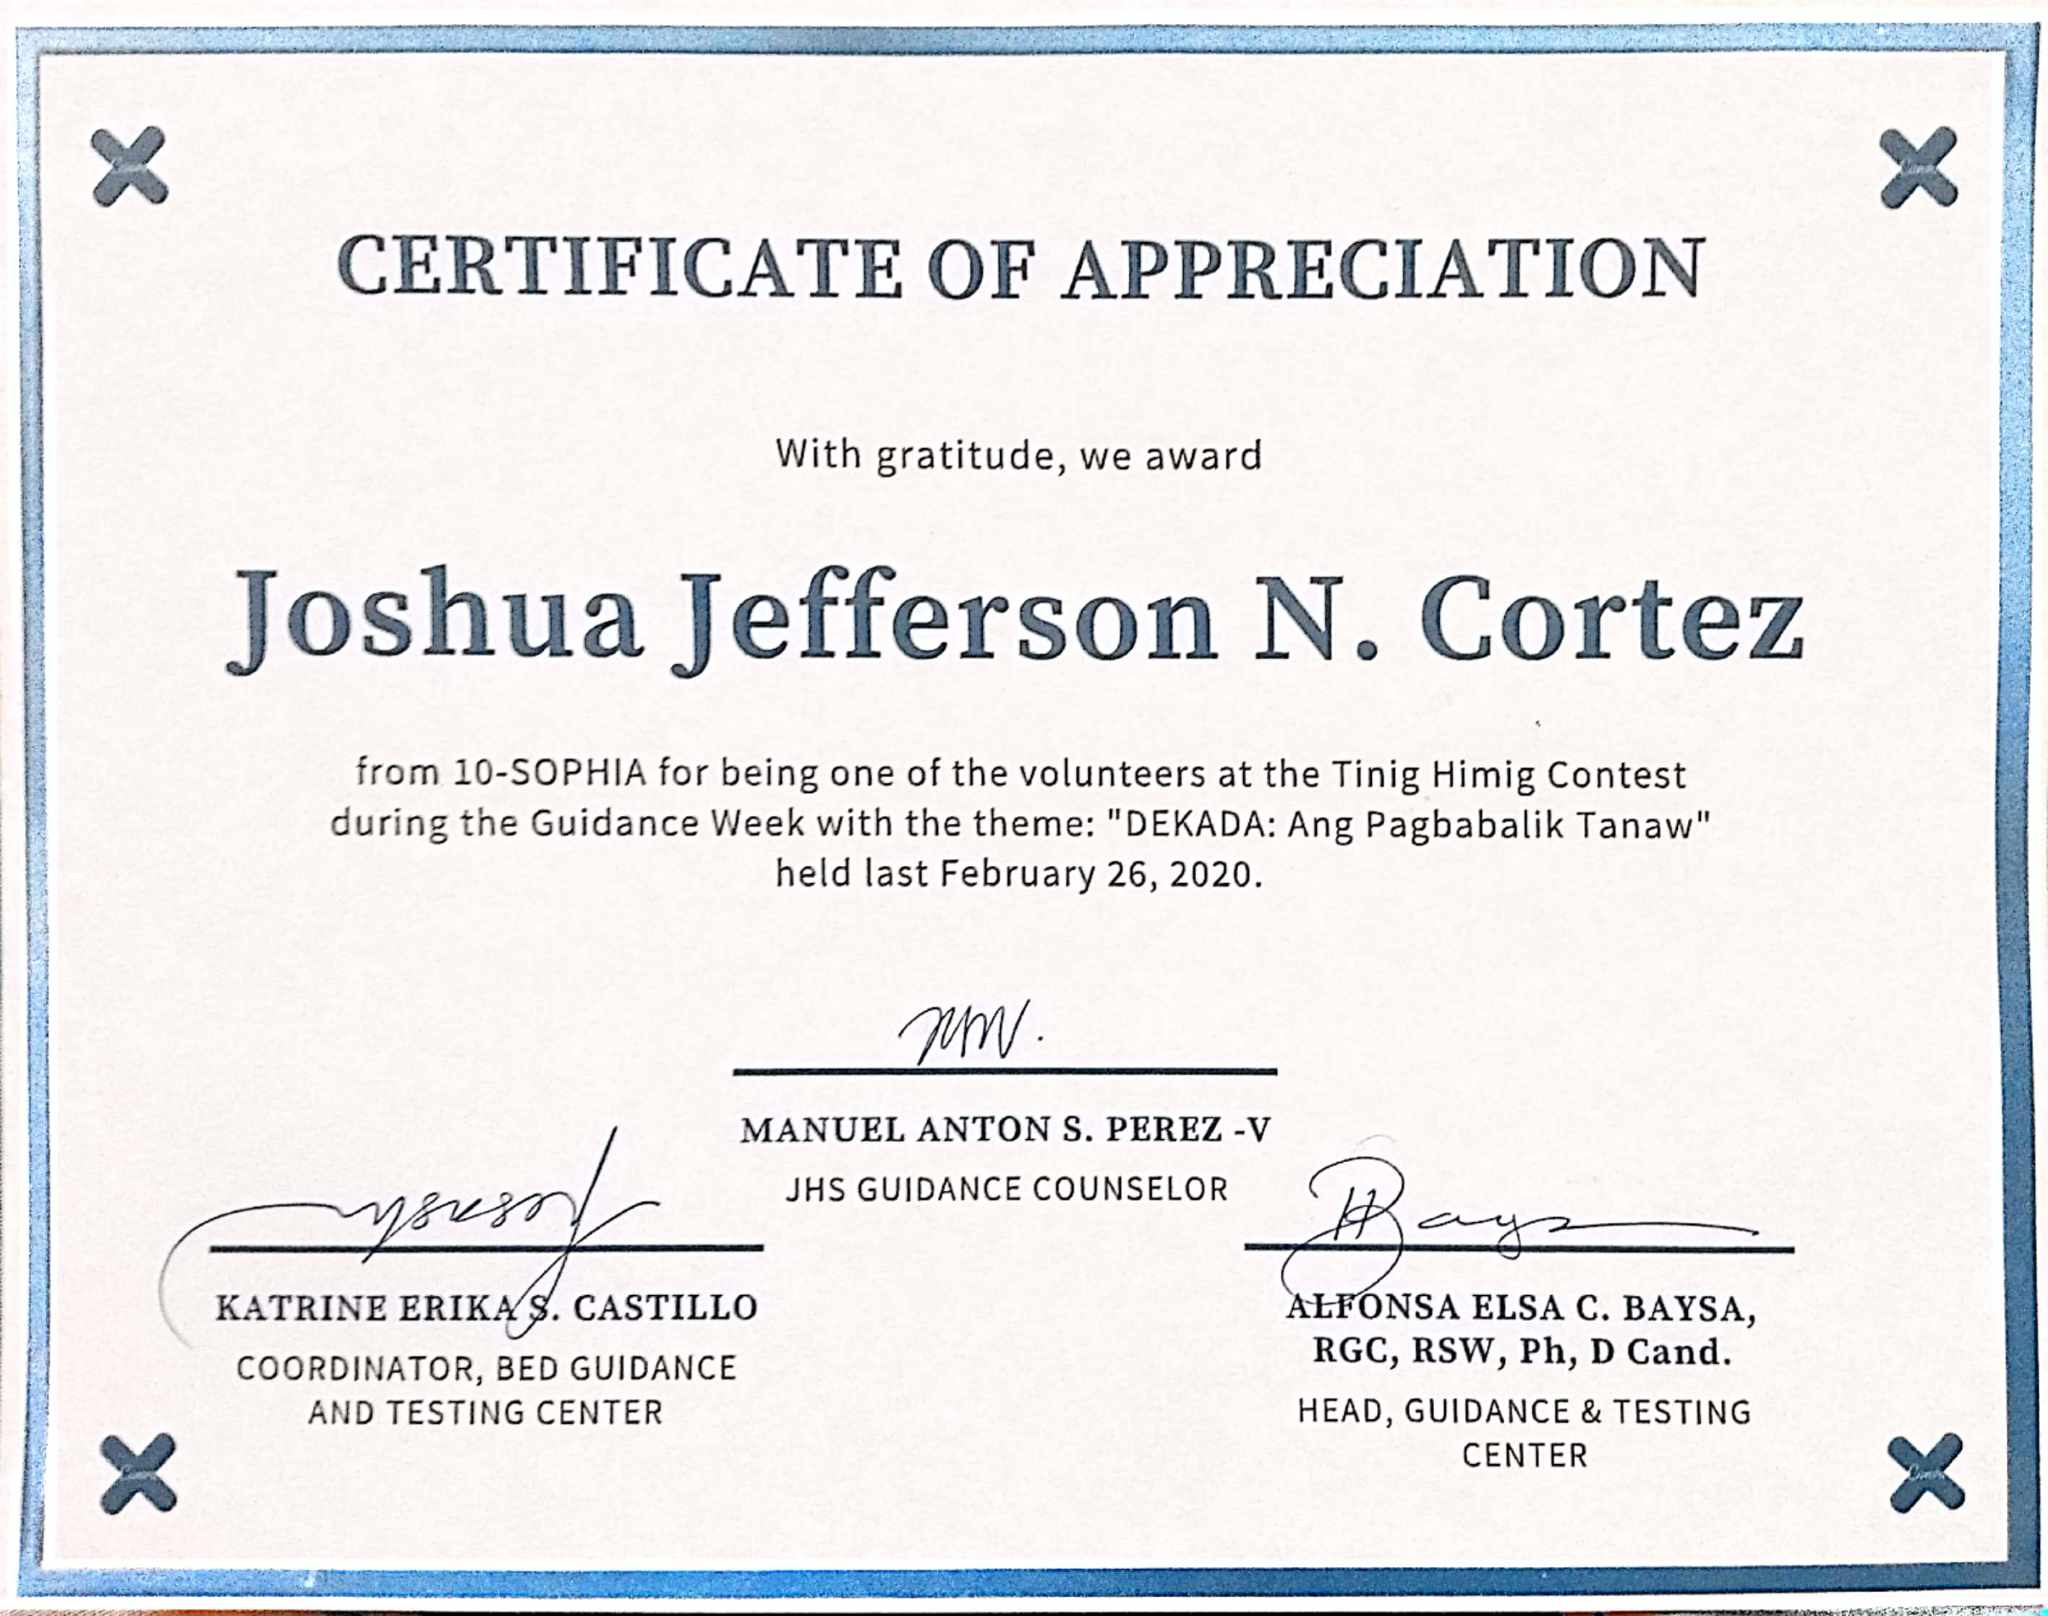 CERTIFICATE OF APPRECIATION
With gratitude, we award
Joshua Jefferson N. Cortez
from 10-SOPHIA for being one of the volunteers at the Tinig Himig Contest
during the Guidance Week with the theme: "DEKADA: Ang Pagbabalik Tanaw"
held last February 26, 2020.
MANUEL ANTON S. PEREZ -V
JHS GUIDANCE COUNSELOR
KATRINE ERIKA S. CASTILLO
COORDINATOR, BED GUIDANCE
AND TESTING CENTER
ALFONSA ELSA C. BAYSA,
RGC, RSW, Ph, D Cand.
HEAD, GUIDANCE & TESTING
CENTER